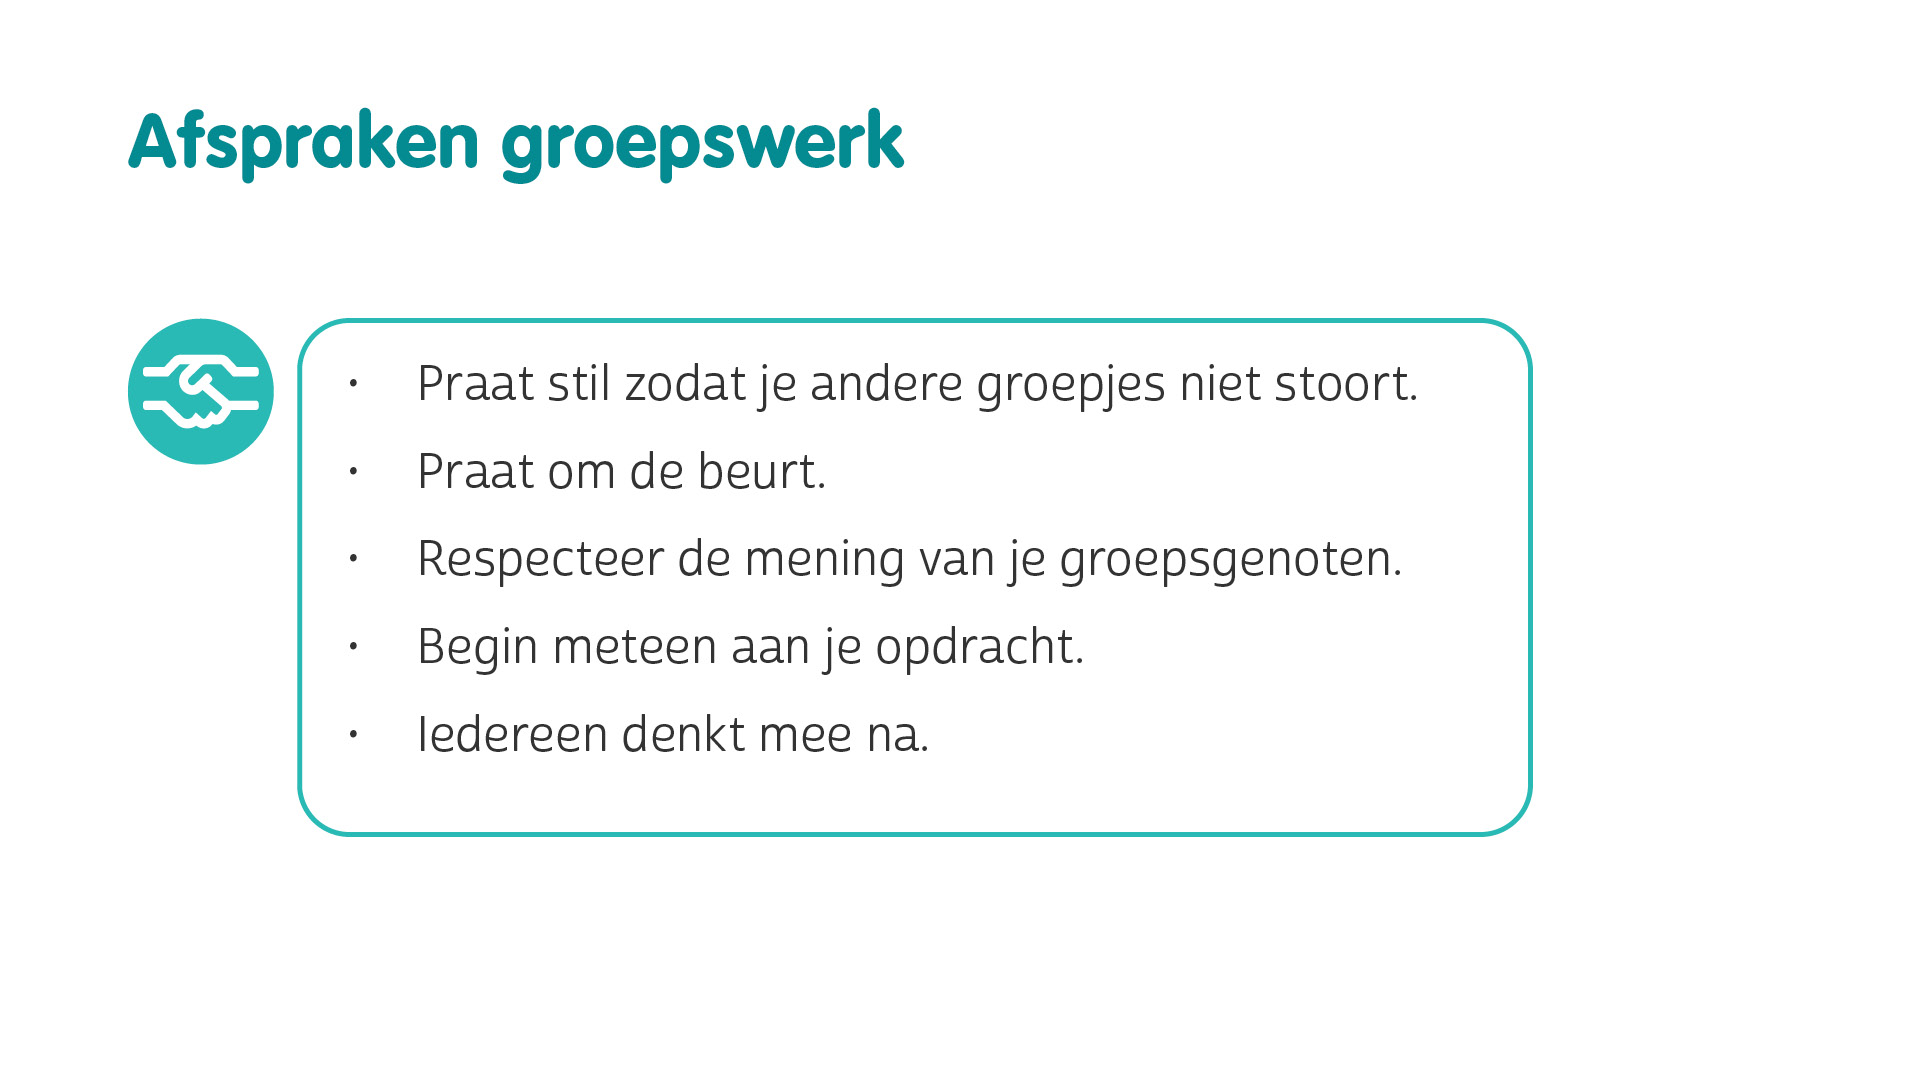 Afspraken groepswerk
• Praat stil zodat je andere groepjes niet stoort.
• Praat om de beurt.
• Respecteer de mening van je groepsgenoten.
• Begin meteen aan je opdracht.
• Iedereen denkt mee na.